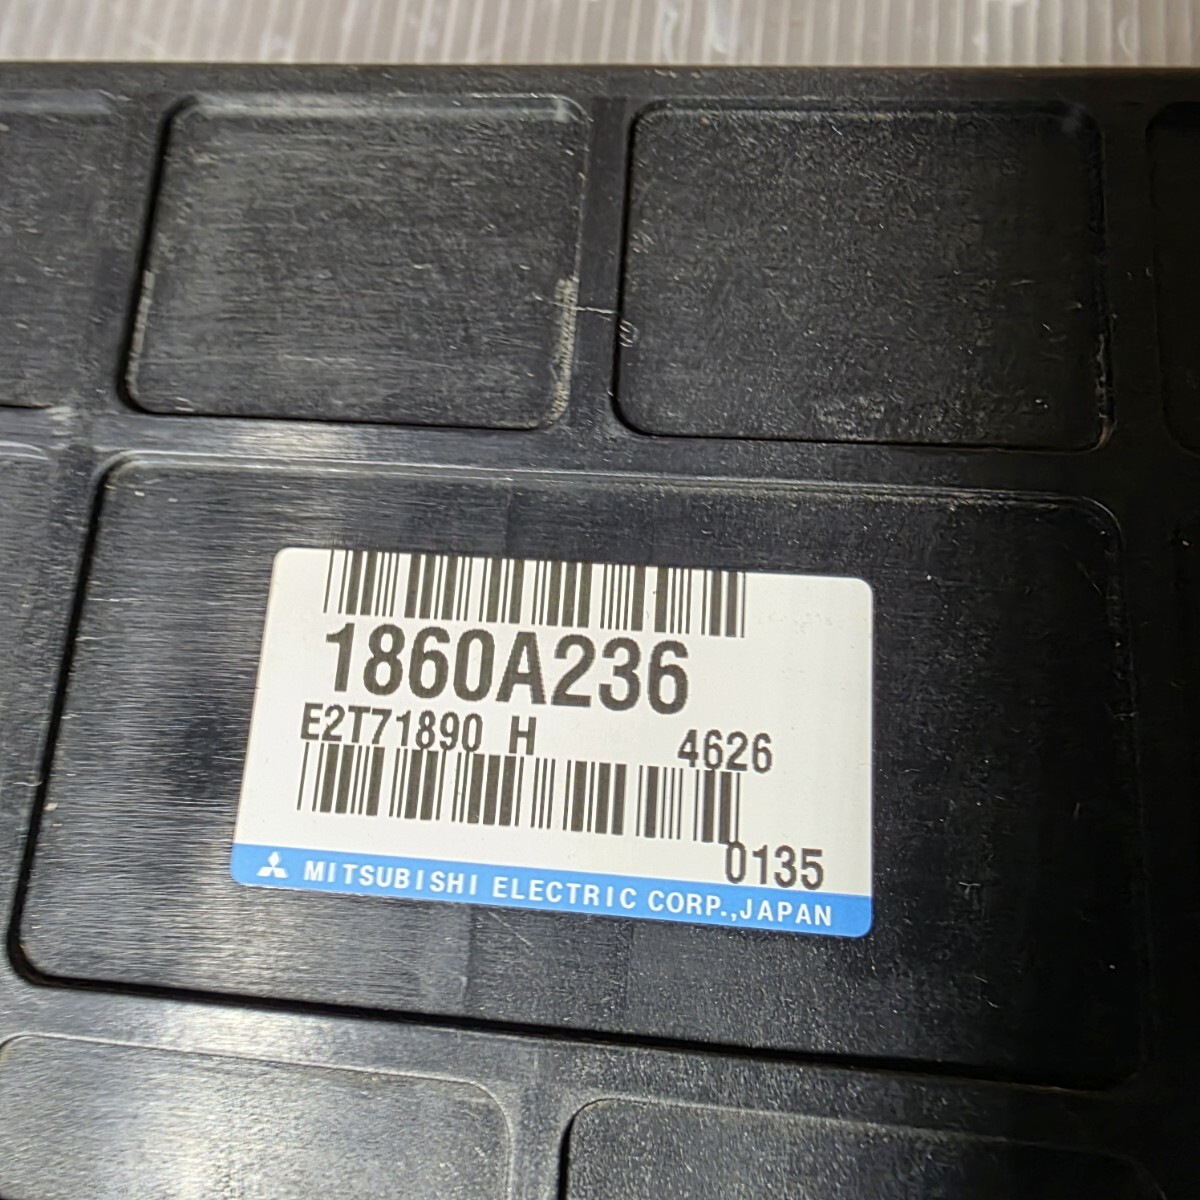 1860A236
E2T71890 H 4626
0135
MITSUBISHI ELECTRIC CORP.,JAPAN